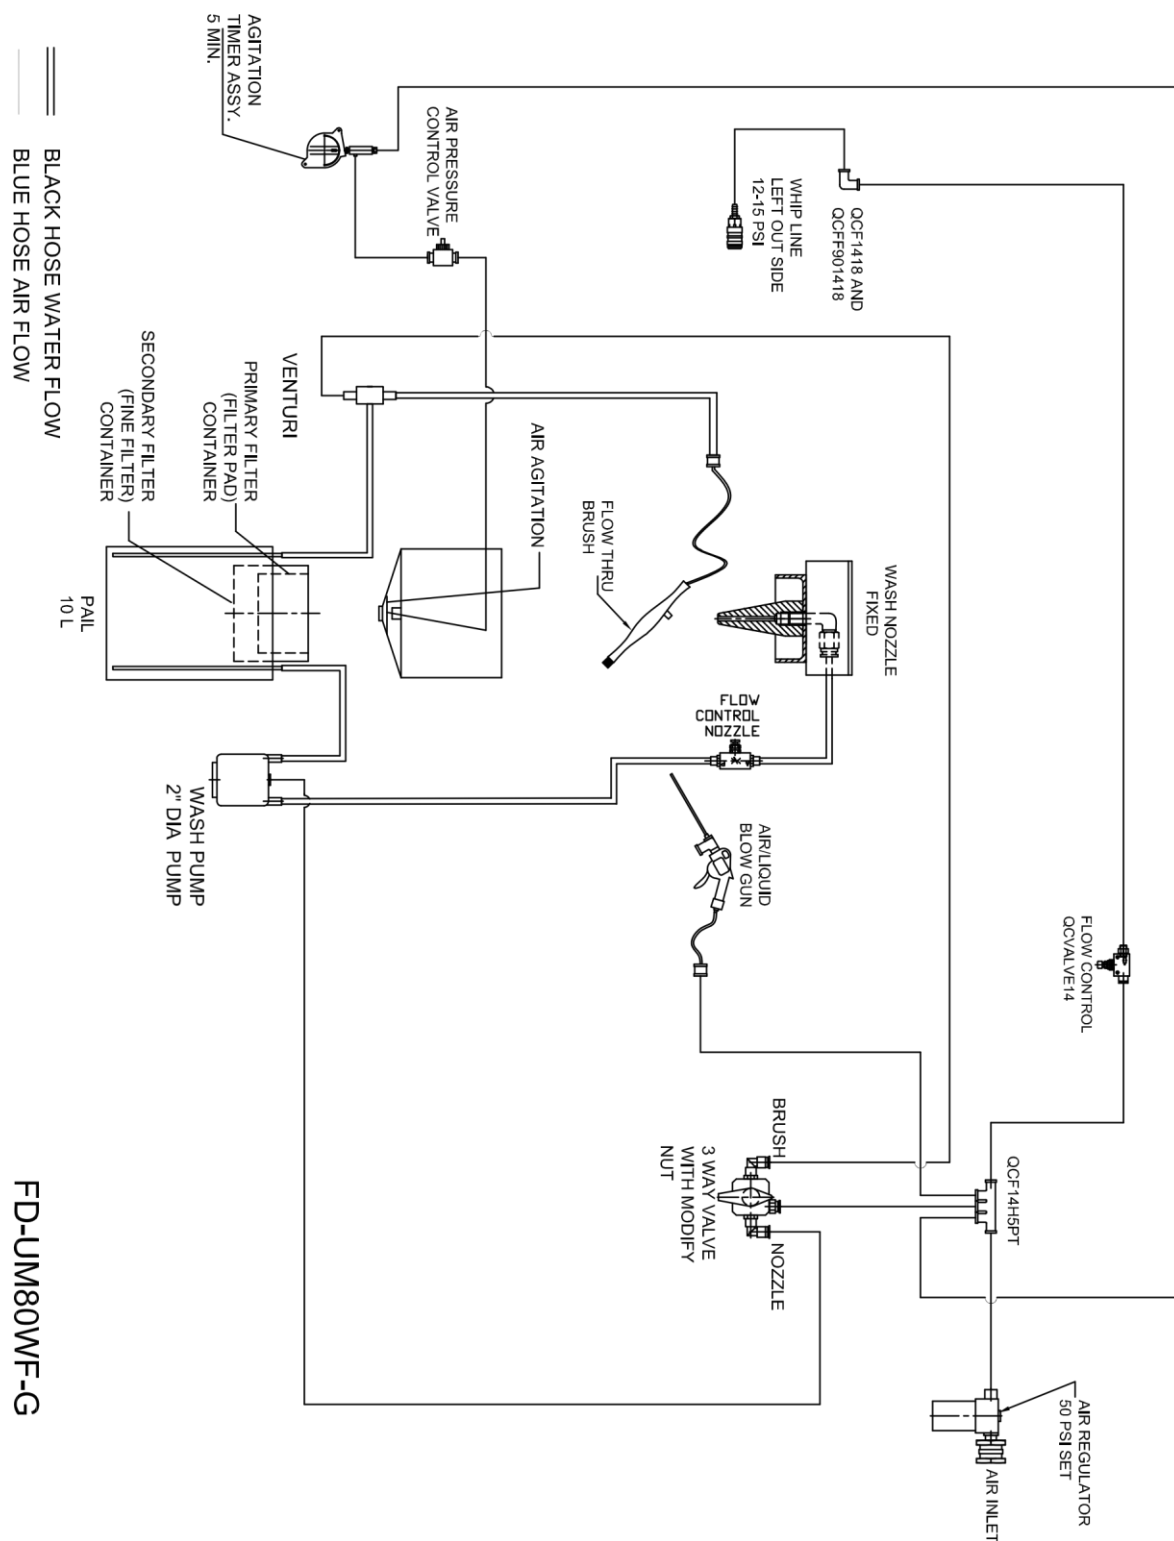 AIR INLET
AIR REGULATOR
50 PSI SET
QCF14H5PT
FLOW CONTROL
QCVALVE14
QCF1418 AND
QCFF901418
WHIP LINE
LEFT OUT SIDE
12-15 PSI
AGITATION
TIMER ASSY.
5 MIN.
AIR PRESSURE
CONTROL VALVE
WASH NOZZLE
FIXED
FLOW
CONTROL
NOZZLE
AIR/LIQUID
BLOW GUN
BRUSH
NOZZLE
3 WAY VALVE
WITH MODIFY
NUT
FLOW THRU
BRUSH
AIR AGITATION
VENTURI
PRIMARY FILTER
(FILTER PAD)
CONTAINER
SECONDARY FILTER
(FINE FILTER)
CONTAINER
PAIL
10 L
WASH PUMP
2" DIA PUMP
BLACK HOSE WATER FLOW
BLUE HOSE AIR FLOW
FD-UM80WF-G